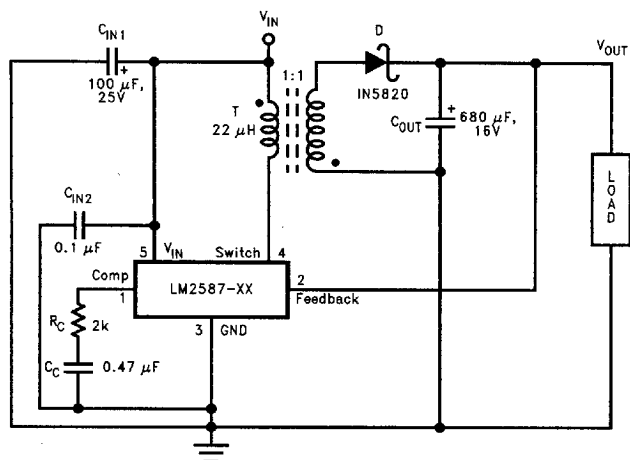 V_IN
C_IN1
+
100 µF,
25V
T
22 µH
1:1
D
IN5820
V_OUT
C_OUT
+
680 µF,
16V
LOAD
C_IN2
0.1 µF
5
V_IN
Switch
4
Comp
1
LM2587-XX
2
Feedback
3
GND
R_C
2k
C_C
0.47 µF